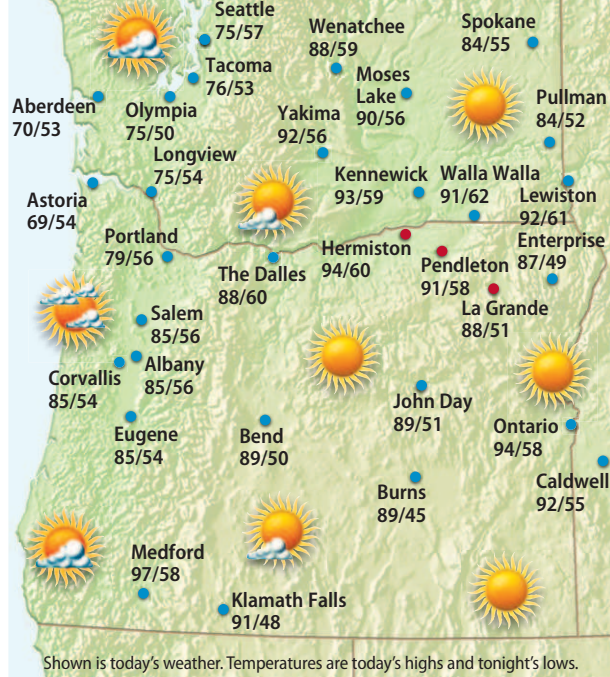 Seattle
75/57
Wenatchee
88/59
Spokane
84/55
Tacoma
76/53
Moses
Lake
90/56
Aberdeen
70/53
Olympia
75/50
Yakima
92/56
Pullman
84/52
Longview
75/54
Kennewick
93/59
Walla Walla
91/62
Lewiston
92/61
Astoria
69/54
Portland
79/56
The Dalles
88/60
Hermiston
94/60
Pendleton
91/58
Enterprise
87/49
La Grande
88/51
Salem
85/56
Albany
85/56
Corvallis
85/54
Eugene
85/54
Bend
89/50
John Day
89/51
Ontario
94/58
Burns
89/45
Caldwell
92/55
Medford
97/58
Klamath Falls
91/48
Shown is today's weather. Temperatures are today's highs and tonight's lows.